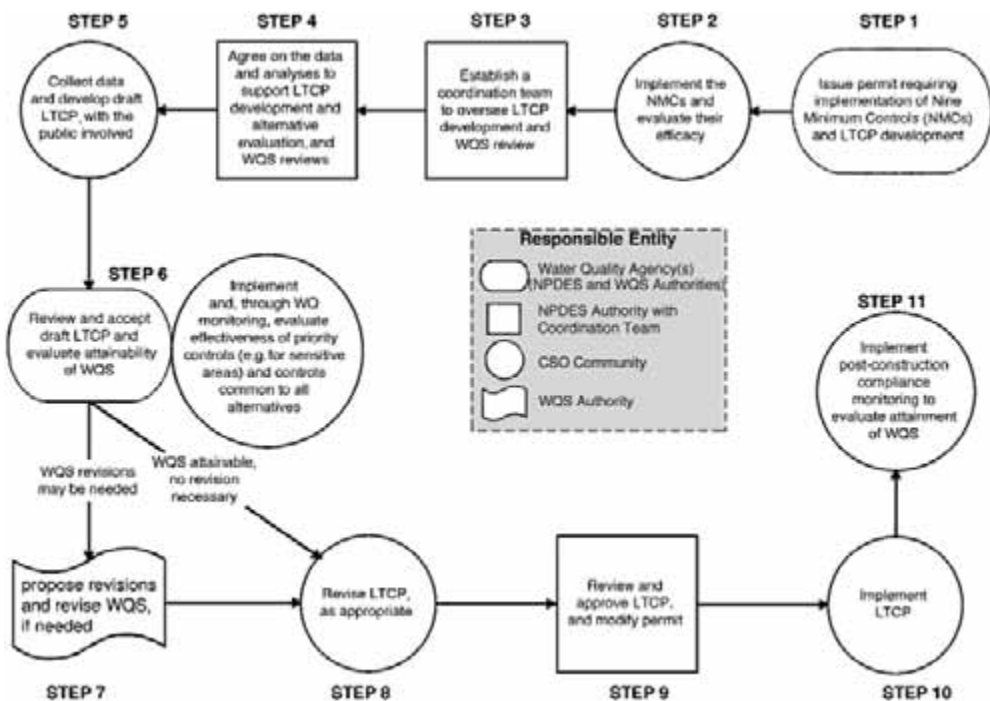 STEP 5
STEP 4
STEP 3
STEP 2
STEP 1
Collect data
and develop draft
LTCP, with the
public involved
Agree on the data
and analyses to
support LTCP
development and
alternative
evaluation, and
WQS reviews
Establish a
coordination team
to oversee LTCP
development and
WQS review
Implement the
NMCs and
evaluate their
efficacy
Issue permit requiring
implementation of Nine
Minimum Controls (NMCs)
and LTCP development
STEP 6
Review and accept
draft LTCP and
evaluate attainability
of WQS
Implement
and, through WQ
monitoring, evaluate
effectiveness of priority
controls (e.g. for sensitive
areas) and controls
common to all
alternatives
Responsible Entity
Water Quality Agency(s)
(NPDES and WQS Authorities)
NPDES Authority with
Coordination Team
CSO Community
WQS Authority
STEP 11
Implement
post-construction
compliance
monitoring to
evaluate attainment
of WQS
WQS revisions
may be needed
WQS attainable,
no revision
necessary
propose revisions
and revise WQS,
if needed
Revise LTCP,
as appropriate
Review and
approve LTCP,
and modify permit
Implement
LTCP
STEP 7
STEP 8
STEP 9
STEP 10